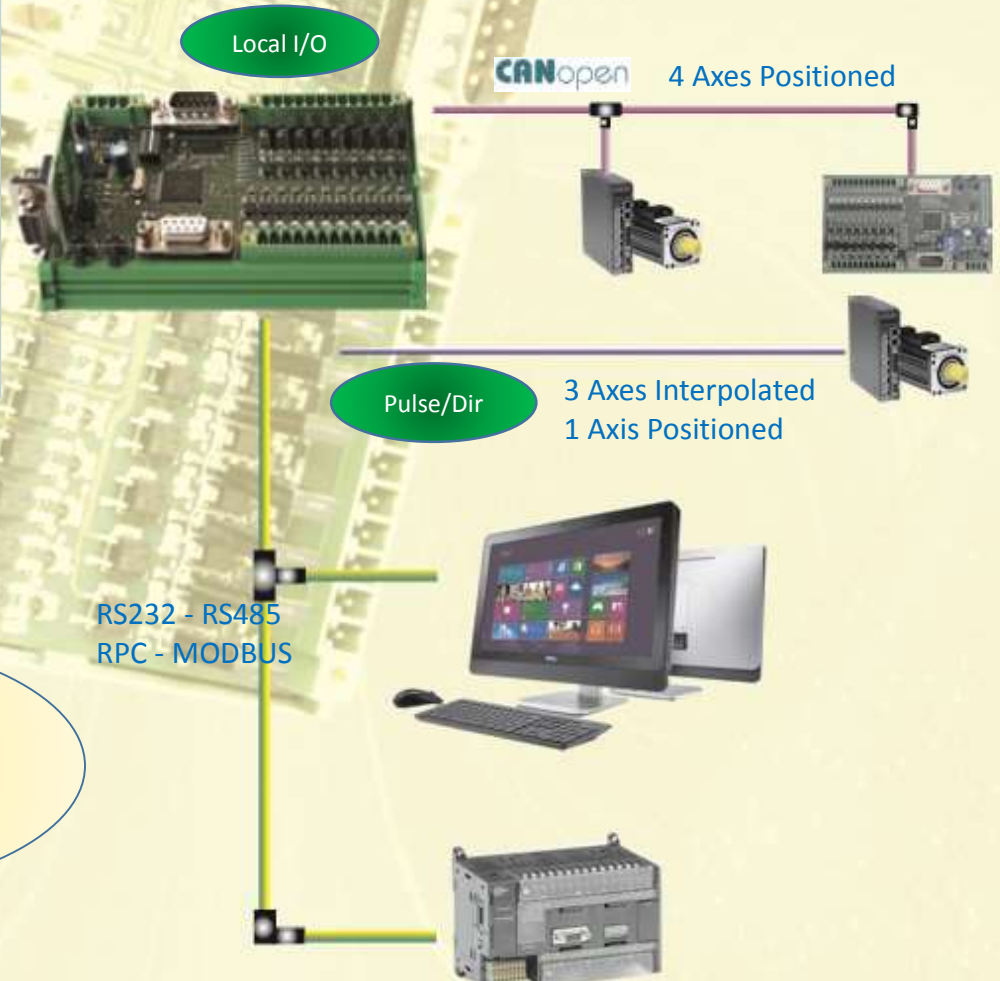 Local I/O
CANopen
4 Axes Positioned
Pulse/Dir
3 Axes Interpolated
1 Axis Positioned
RS232 - RS485
RPC - MODBUS